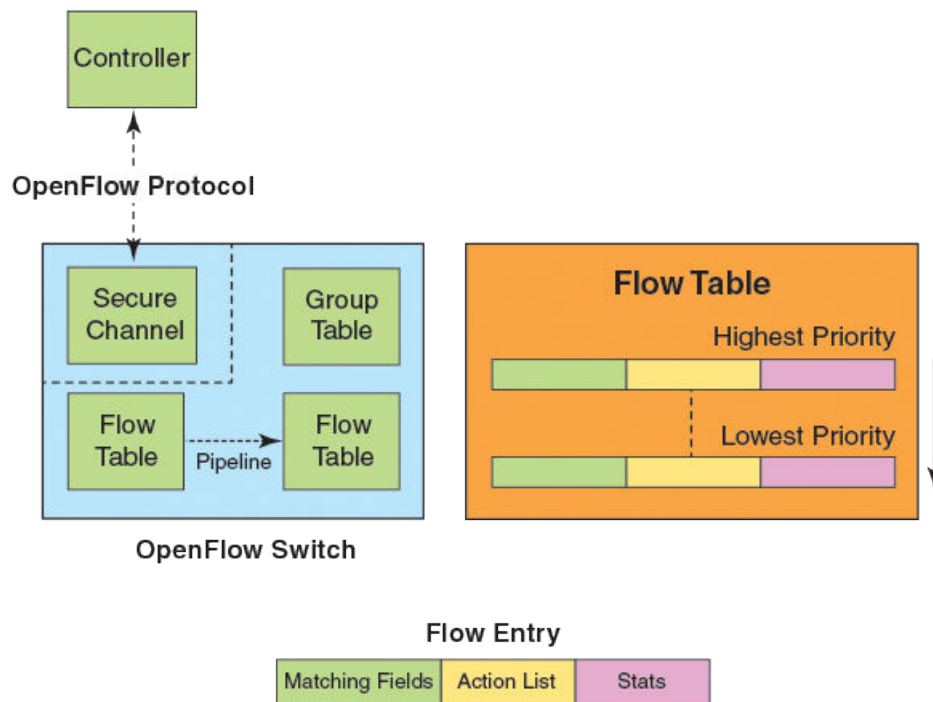 Controller
OpenFlow Protocol
Secure
Channel
Group
Table
Flow
Table
Pipeline
Flow
Table
OpenFlow Switch
Flow Table
Highest Priority
Lowest Priority
Flow Entry
Matching Fields
Action List
Stats